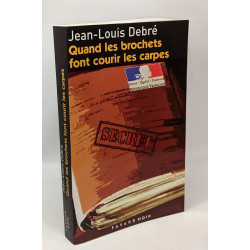 Jean-Louis Debré
Quand les brochets
font courir les carpes
SECRET
FAYARD NOIR
Quand les brochets font courir les carpes